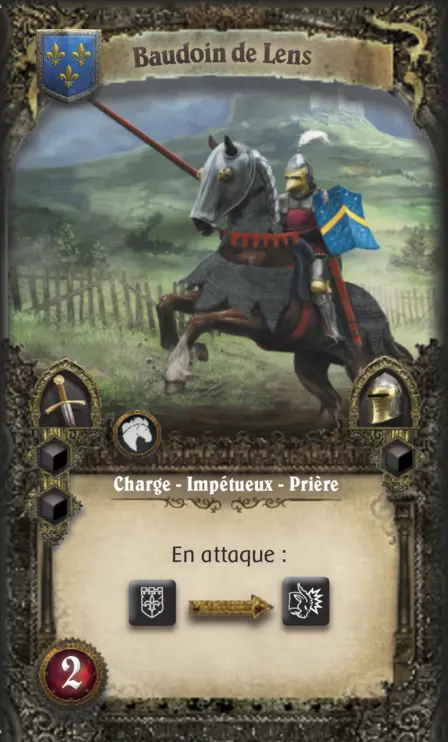 Baudoin de Lens
Charge - Impétueux - Prière
En attaque :
2